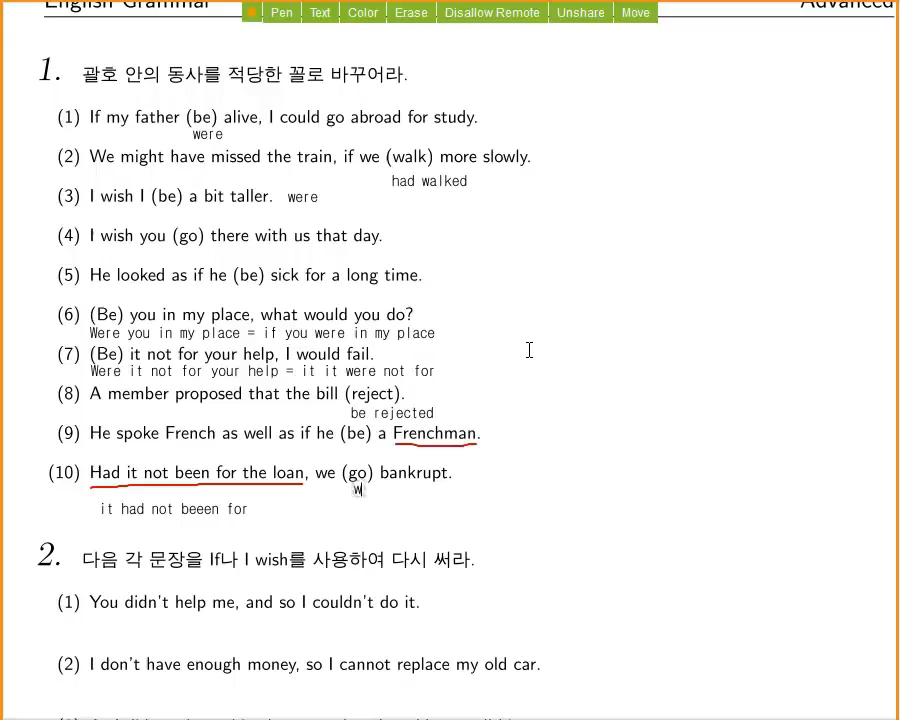 English Grammar Advanced
Pen Text Color Erase Disallow Remote Unshare Move
1. 괄호 안의 동사를 적당한 꼴로 바꾸어라.
(1) If my father (be) alive, I could go abroad for study.
were
(2) We might have missed the train, if we (walk) more slowly.
had walked
(3) I wish I (be) a bit taller. were
(4) I wish you (go) there with us that day.
(5) He looked as if he (be) sick for a long time.
(6) (Be) you in my place, what would you do?
Were you in my place = if you were in my place
(7) (Be) it not for your help, I would fail.
Were it not for your help = it it were not for
(8) A member proposed that the bill (reject).
be rejected
(9) He spoke French as well as if he (be) a Frenchman.
(10) Had it not been for the loan, we (go) bankrupt.
w
it had not beeen for
2. 다음 각 문장을 If나 I wish를 사용하여 다시 써라.
(1) You didn't help me, and so I couldn't do it.
(2) I don't have enough money, so I cannot replace my old car.